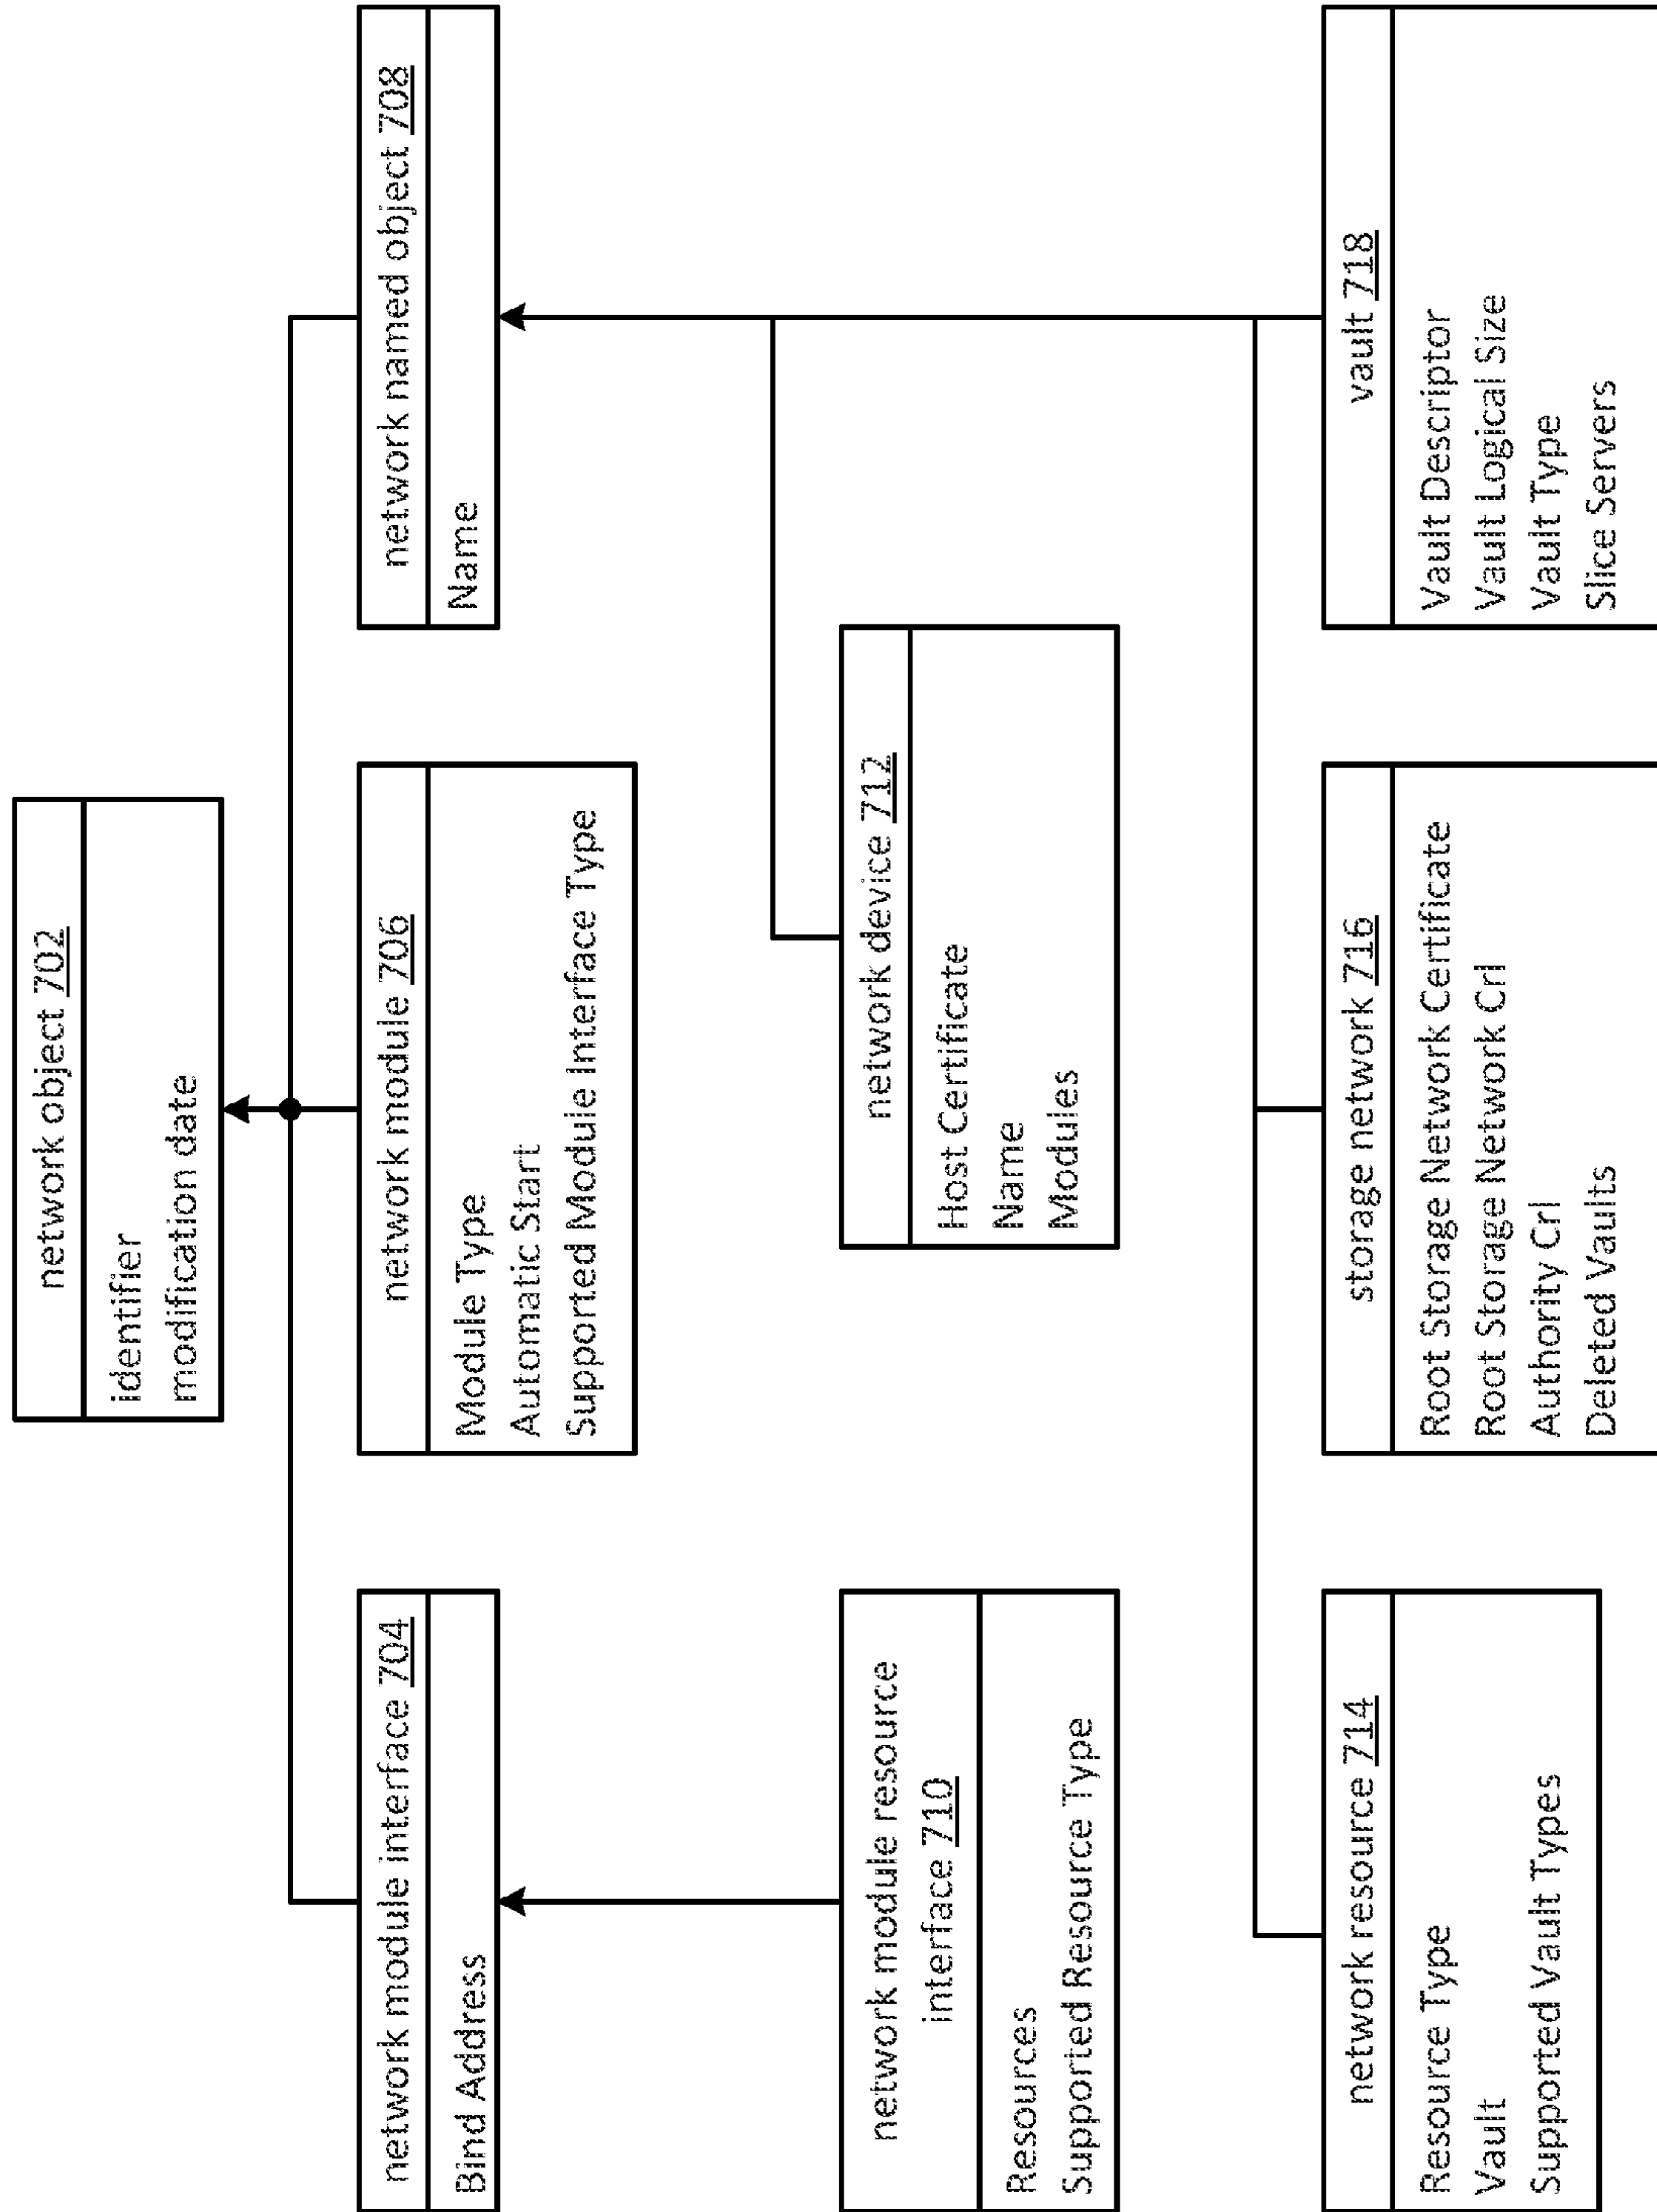 network object 702
identifier
modification date
network module interface 704
Bind Address
network module 706
Module Type
Automatic Start
Supported Module Interface Type
network named object 708
Name
network module resource
interface 710
Resources
Supported Resource Type
network device 712
Host Certificate
Name
Modules
network resource 714
Resource Type
Vault
Supported Vault Types
storage network 716
Root Storage Network Certificate
Root Storage Network Crl
Authority Crl
Deleted Vaults
vault 718
Vault Descriptor
Vault Logical Size
Vault Type
Slice Servers